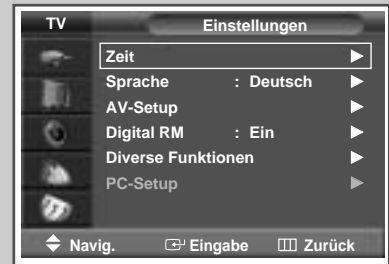 TV Einstellungen
Zeit
Sprache : Deutsch
AV-Setup
Digital RM : Ein
Diverse Funktionen
PC-Setup
Navig. Eingabe Zurück